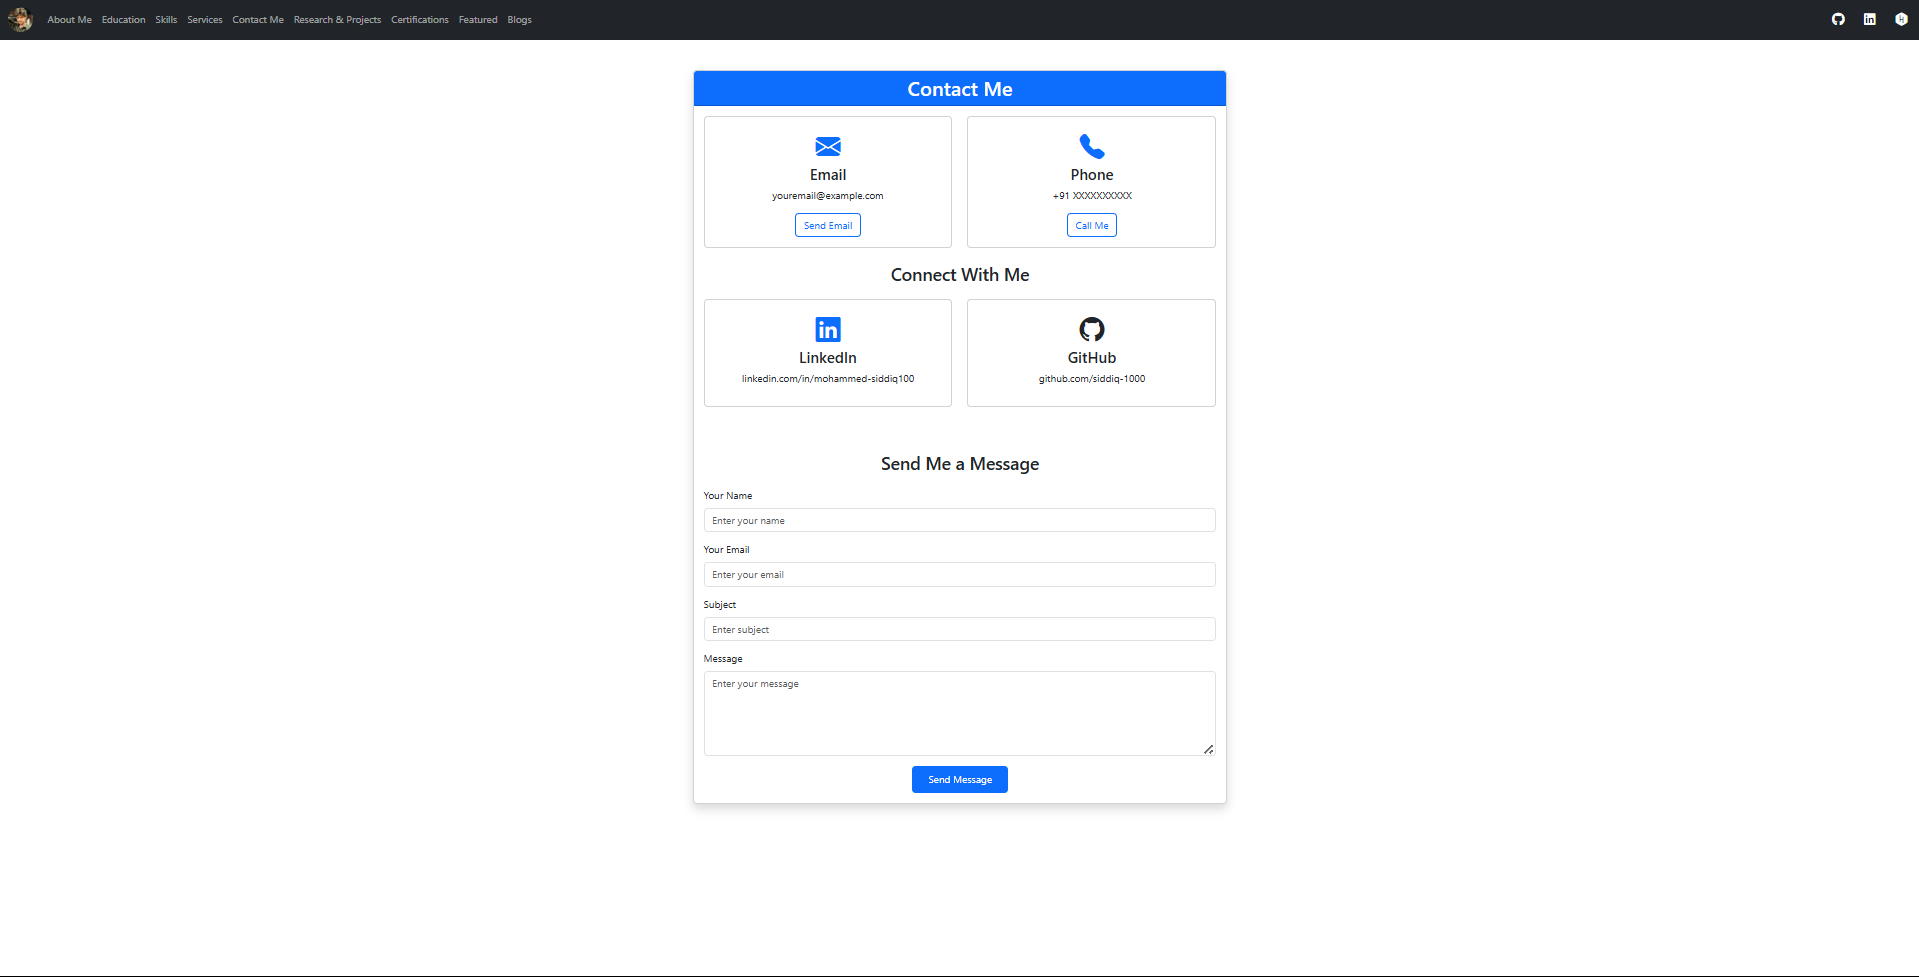 About Me Education Skills Services Contact Me Research & Projects Certifications Featured Blogs
Contact Me
Email
youremail@example.com
Send Email
Phone
+91 XXXXXXXXXX
Call Me
Connect With Me
LinkedIn
linkedin.com/in/mohammed-siddiq100
GitHub
github.com/siddiq-1000
Send Me a Message
Your Name
Enter your name
Your Email
Enter your email
Subject
Enter subject
Message
Enter your message
Send Message